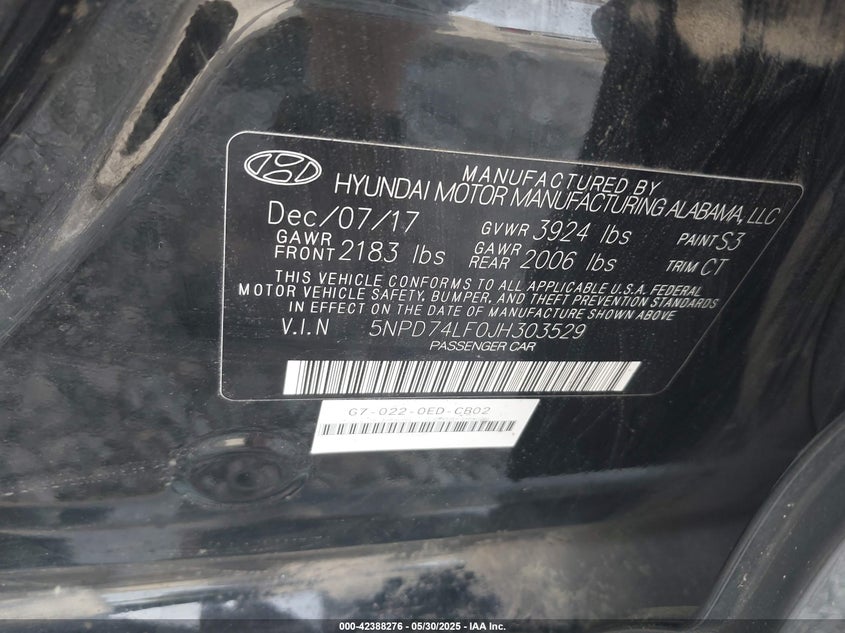 MANUFACTURED BY
HYUNDAI MOTOR MANUFACTURING ALABAMA, LLC
Dec/07/17 GVWR 3924 lbs PAINT S3
GAWR FRONT 2183 lbs GAWR REAR 2006 lbs TRIM CT
THIS VEHICLE CONFORMS TO ALL APPLICABLE U.S.A. FEDERAL
MOTOR VEHICLE SAFETY, BUMPER, AND THEFT PREVENTION STANDARDS
IN EFFECT ON THE DATE OF MANUFACTURE SHOWN ABOVE
V.I.N 5NPD74LF0JH303529
PASSENGER CAR
G7-022-0ED-CB02
000-42388276 — 05/30/2025 — IAA Inc.